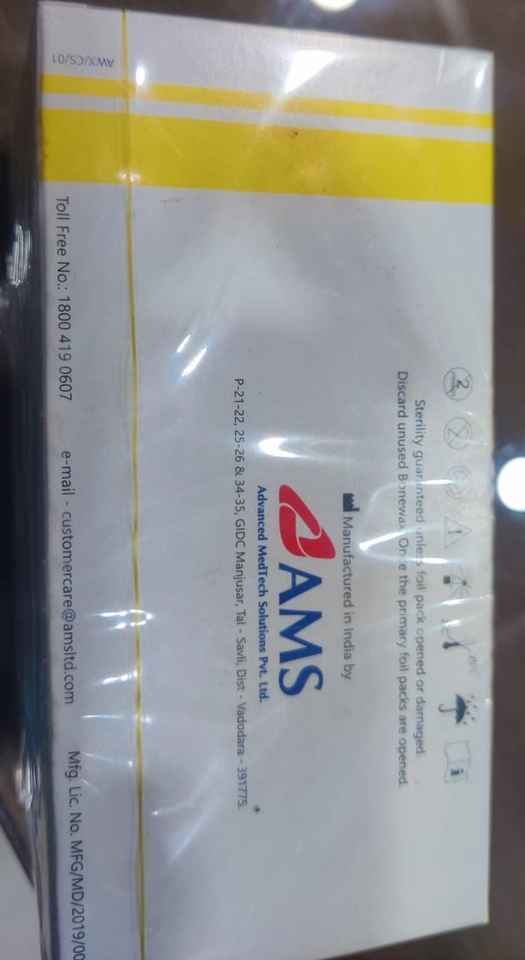 2
Sterility guaranteed unless foil pack opened or damaged.
Discard unused Bonewax Once the primary foil packs are opened.
Manufactured in India by
AMS
Advanced MedTech Solutions Pvt. Ltd.
P-21-22, 25-26 & 34-35, GIDC Manjusar, Tal - Savli, Dist - Vadodara - 391775.
Toll Free No.: 1800 419 0607 e-mail - customercare@amsltd.com Mfg. Lic. No. MFG/MD/2019/00
AWX/CS/01